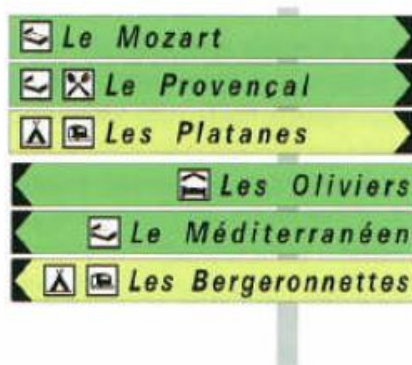 Le Mozart
Le Provençal
Les Platanes
Les Oliviers
Le Méditerranéen
Les Bergeronnettes